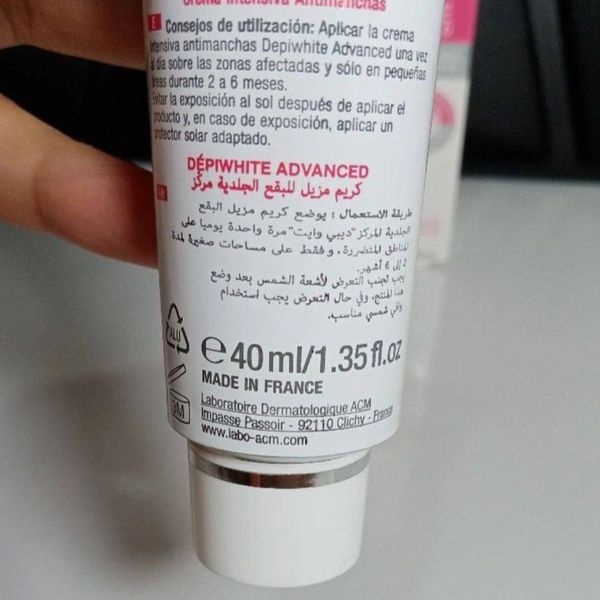 Crema Intensiva Antimanchas
E Consejos de utilización: Aplicar la crema
intensiva antimanchas Depiwhite Advanced una vez
al día sobre las zonas afectadas y sólo en pequeñas
áreas durante 2 a 6 meses.
Evitar la exposición al sol después de aplicar el
producto y, en caso de exposición, aplicar un
protector solar adaptado.
DÉPIWHITE ADVANCED
كريم مزيل للبقع الجلدية مركز
طريقة الاستعمال : يوضع كريم مزيل البقع
الجلدية المركز "ديبي وايت" مرة واحدة يوميا على
المناطق المتضررة، وفقط على مساحات صغيرة لمدة
2 إلى 6 أشهر.
يجب تجنب التعرض لأشعة الشمس بعد وضع
هذا المنتج، وفي حال التعرض يجب استخدام
واقي شمسي مناسب.
ALU
e 40ml/1.35fl.oz
MADE IN FRANCE
Laboratoire Dermatologique ACM
Impasse Passoir - 92110 Clichy - France
www.labo-acm.com